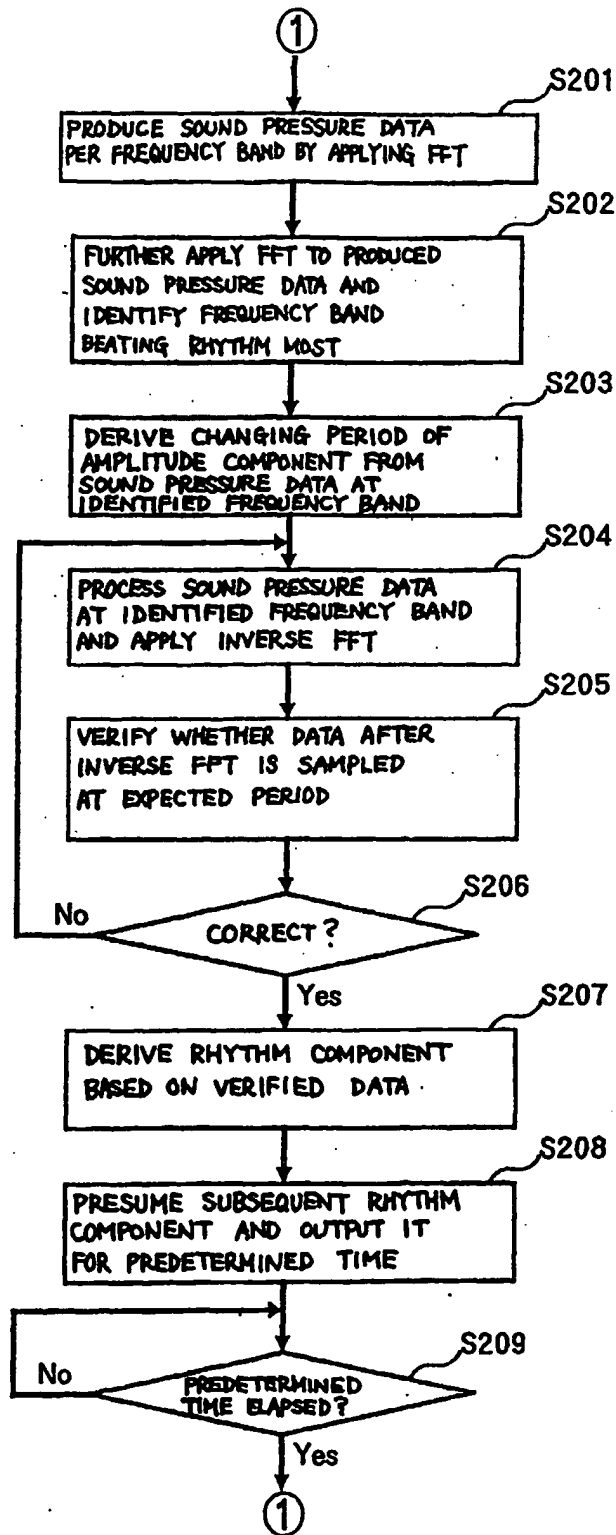 1
S201
PRODUCE SOUND PRESSURE DATA
PER FREQUENCY BAND BY APPLYING FFT
S202
FURTHER APPLY FFT TO PRODUCED
SOUND PRESSURE DATA AND
IDENTIFY FREQUENCY BAND
BEATING RHYTHM MOST
S203
DERIVE CHANGING PERIOD OF
AMPLITUDE COMPONENT FROM
SOUND PRESSURE DATA AT
IDENTIFIED FREQUENCY BAND
S204
PROCESS SOUND PRESSURE DATA
AT IDENTIFIED FREQUENCY BAND
AND APPLY INVERSE FFT
S205
VERIFY WHETHER DATA AFTER
INVERSE FFT IS SAMPLED
AT EXPECTED PERIOD
S206
No
CORRECT?
Yes
S207
DERIVE RHYTHM COMPONENT
BASED ON VERIFIED DATA
S208
PRESUME SUBSEQUENT RHYTHM
COMPONENT AND OUTPUT IT
FOR PREDETERMINED TIME
S209
No
PREDETERMINED
TIME ELAPSED?
Yes
1